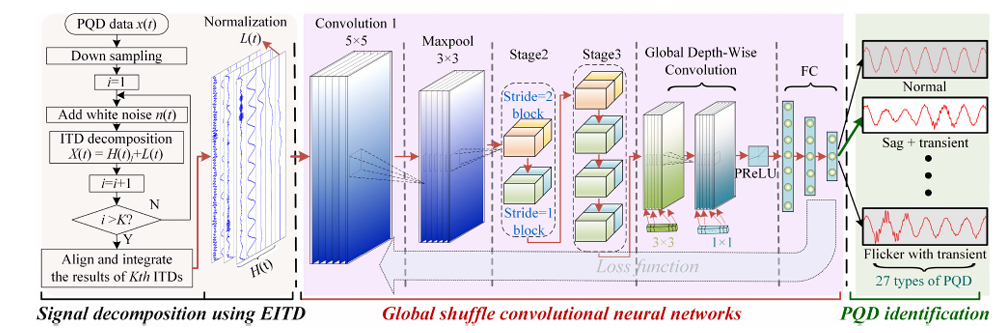 PQD data x(t)
Down sampling
i=1
Add white noise n(t)
ITD decomposition
X(t) = H(t)i+L(t)
i=i+1
i >K?
N
Y
Align and integrate
the results of Kth ITDs
Normalization
L(t)
H(t)
Signal decomposition using EITD
Convolution 1
5×5
Maxpool
3×3
Stage2
Stride=2
block
Stride=1
block
Stage3
Global Depth-Wise
Convolution
3×3
1×1
PReLU
FC
Loss function
Global shuffle convolutional neural networks
Normal
Sag + transient
Flicker with transient
27 types of PQD
PQD identification